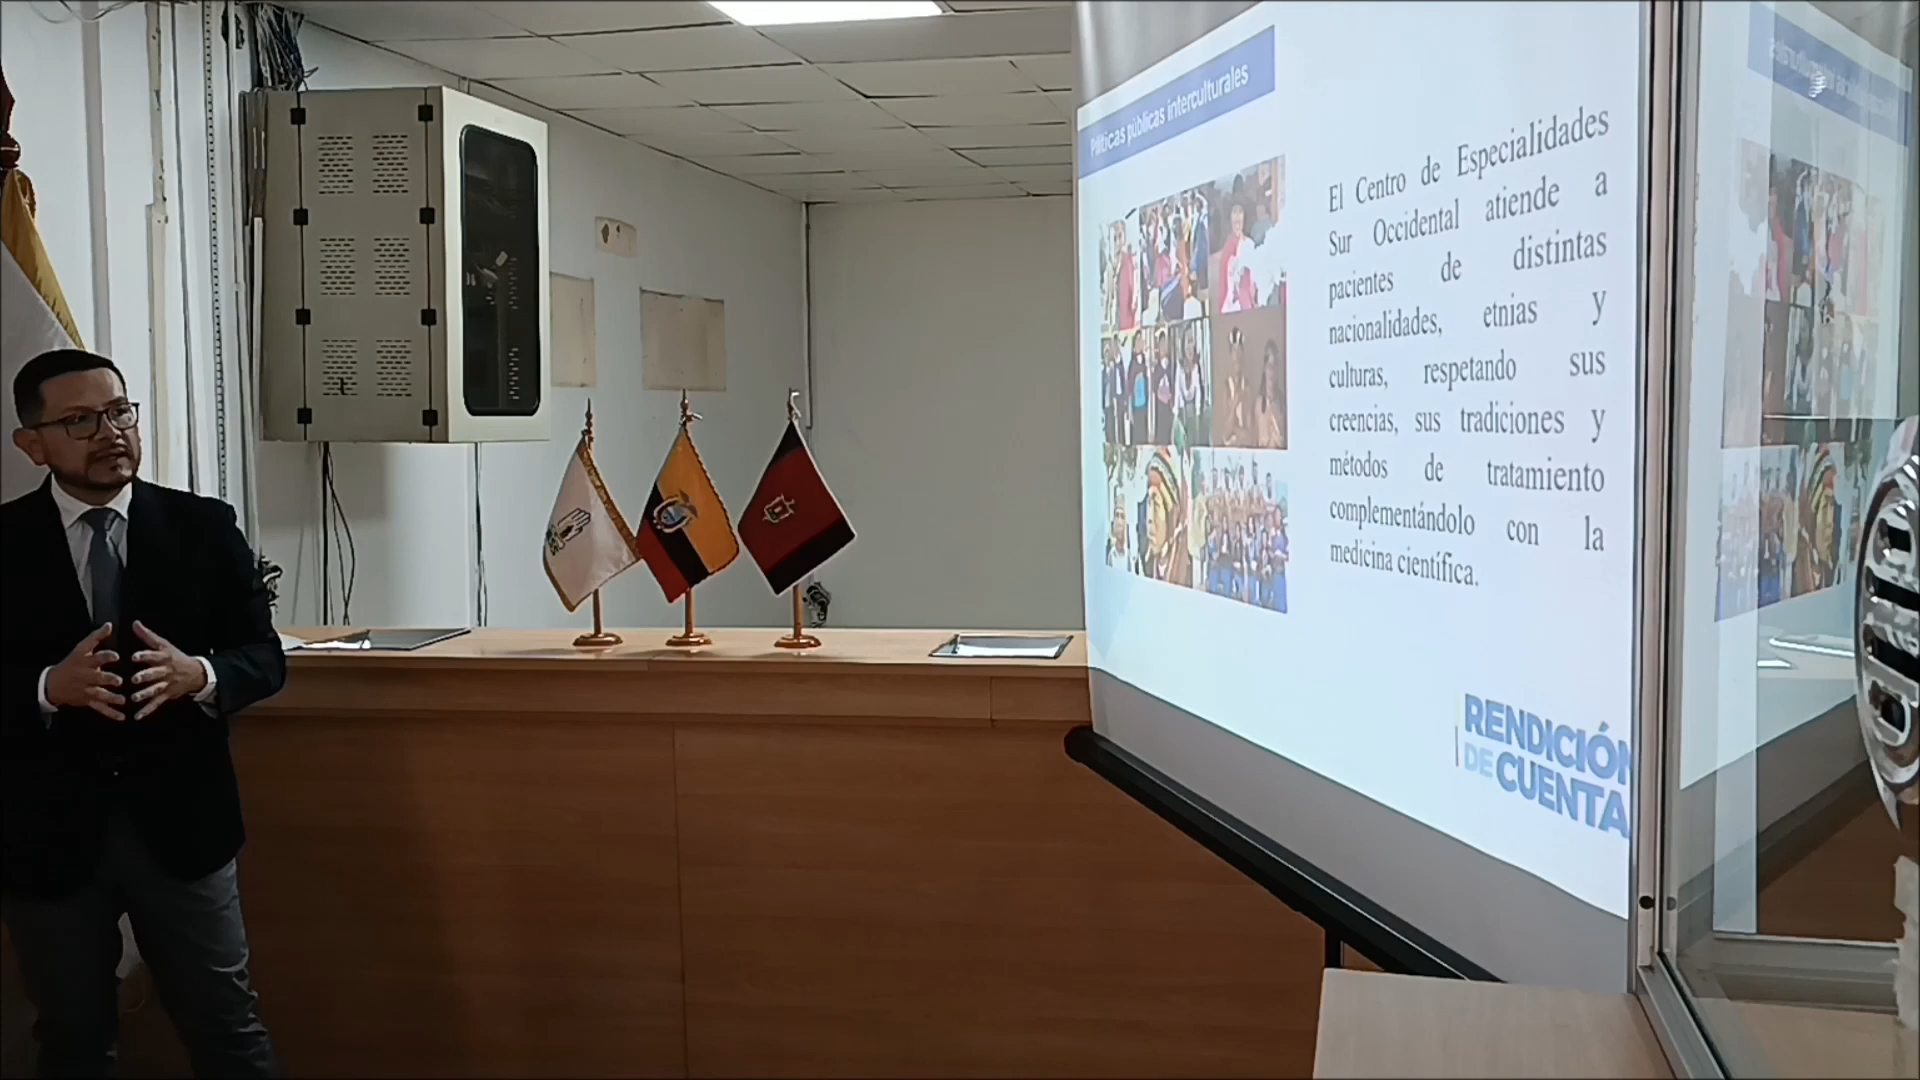 Políticas públicas interculturales
El Centro de Especialidades
Sur Occidental atiende a
pacientes de distintas
nacionalidades, etnias y
culturas, respetando sus
creencias, sus tradiciones y
métodos de tratamiento
complementándolo con la
medicina científica.
RENDICIÓN
DE CUENTA